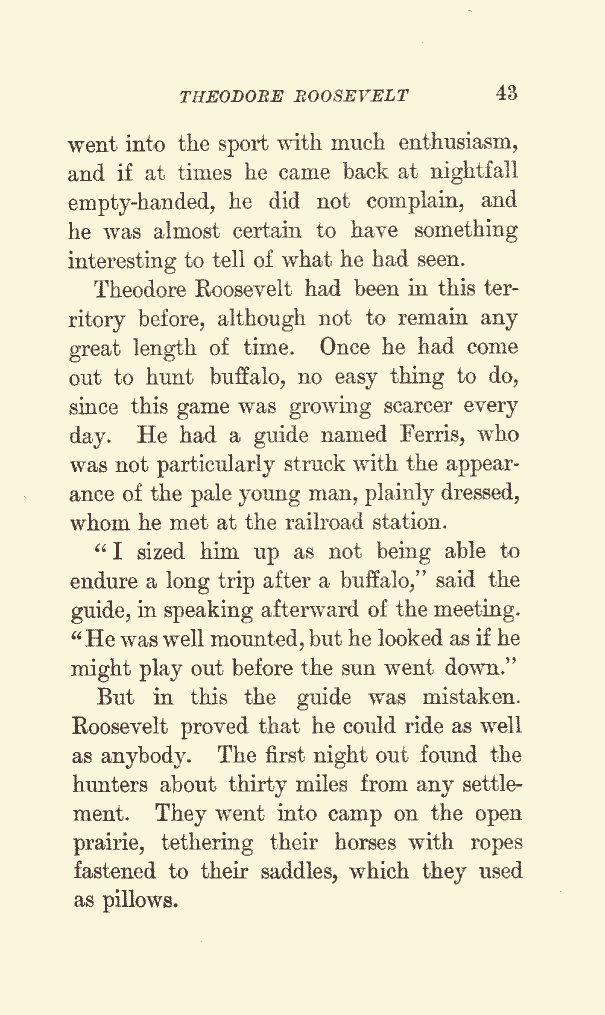 THEODORE ROOSEVELT 43
went into the sport with much enthusiasm,
and if at times he came back at nightfall
empty-handed, he did not complain, and
he was almost certain to have something
interesting to tell of what he had seen.
Theodore Roosevelt had been in this ter-
ritory before, although not to remain any
great length of time. Once he had come
out to hunt buffalo, no easy thing to do,
since this game was growing scarcer every
day. He had a guide named Ferris, who
was not particularly struck with the appear-
ance of the pale young man, plainly dressed,
whom he met at the railroad station.
"I sized him up as not being able to
endure a long trip after a buffalo," said the
guide, in speaking afterward of the meeting.
"He was well mounted, but he looked as if he
might play out before the sun went down."
But in this the guide was mistaken.
Roosevelt proved that he could ride as well
as anybody. The first night out found the
hunters about thirty miles from any settle-
ment. They went into camp on the open
prairie, tethering their horses with ropes
fastened to their saddles, which they used
as pillows.